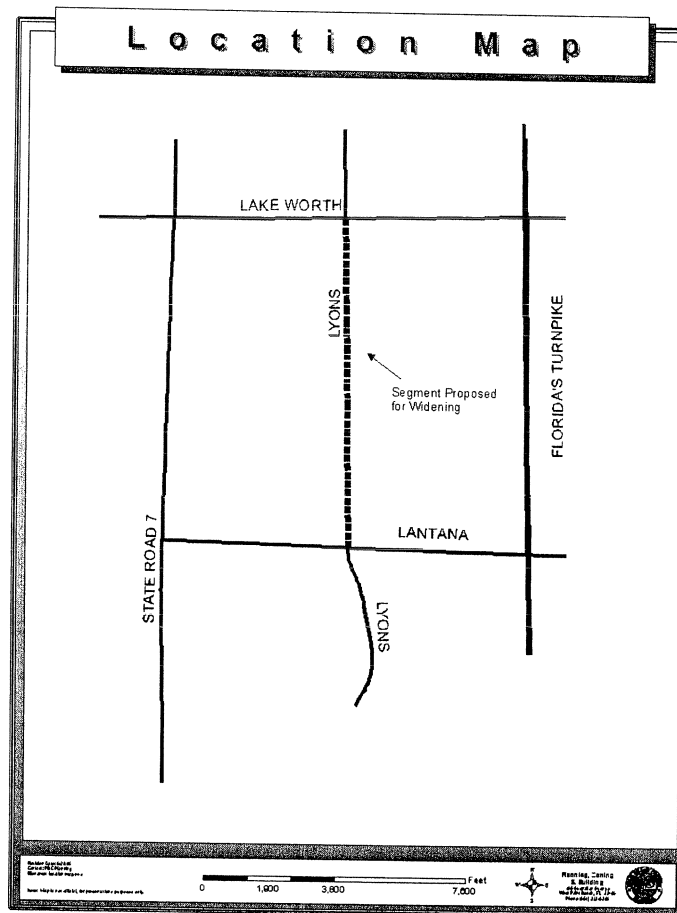 Location Map
LAKE WORTH
LYONS
FLORIDA'S TURNPIKE
Segment Proposed
for Widening
LANTANA
STATE ROAD 7
LYONS
Feet
0 1,900 3,800 7,600
Planning, Zoning
& Building